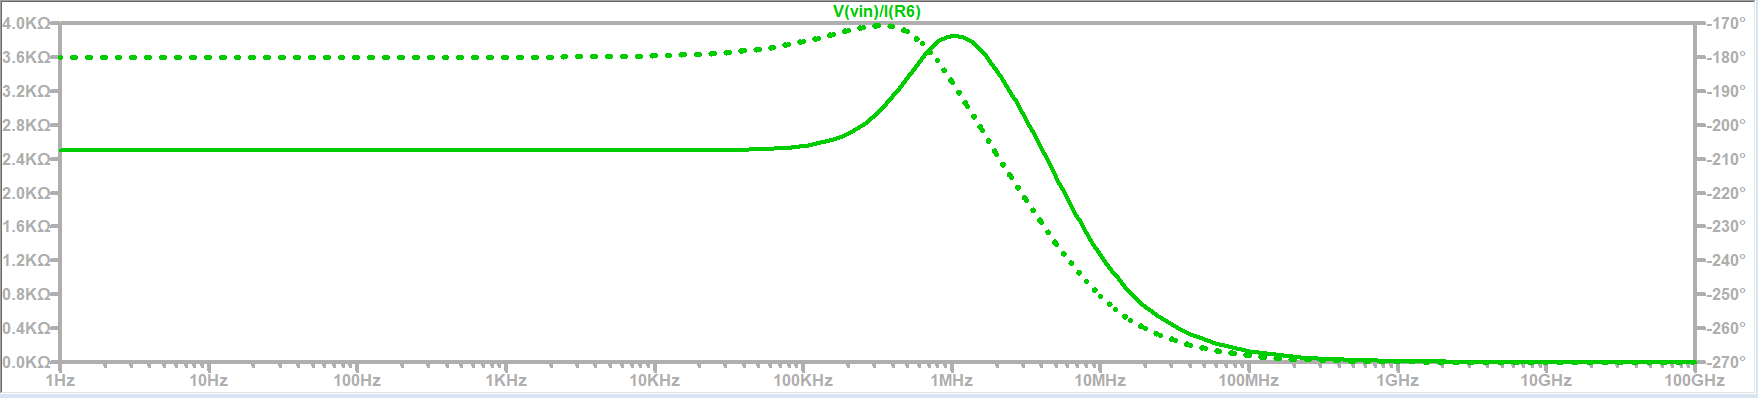 V(vin)/I(R6)
4.0KΩ
3.6KΩ
3.2KΩ
2.8KΩ
2.4KΩ
2.0KΩ
1.6KΩ
1.2KΩ
0.8KΩ
0.4KΩ
0.0KΩ
-170°
-180°
-190°
-200°
-210°
-220°
-230°
-240°
-250°
-260°
-270°
1Hz 10Hz 100Hz 1KHz 10KHz 100KHz 1MHz 10MHz 100MHz 1GHz 10GHz 100GHz